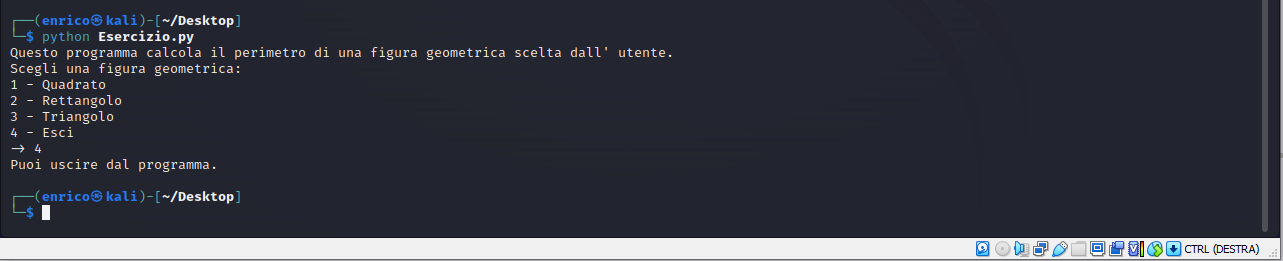 ┌──(enrico㉿kali)-[~/Desktop]
└─$ python Esercizio.py
Questo programma calcola il perimetro di una figura geometrica scelta dall' utente.
Scegli una figura geometrica:
1 - Quadrato
2 - Rettangolo
3 - Triangolo
4 - Esci
→ 4
Puoi uscire dal programma.
┌──(enrico㉿kali)-[~/Desktop]
└─$
CTRL (DESTRA)